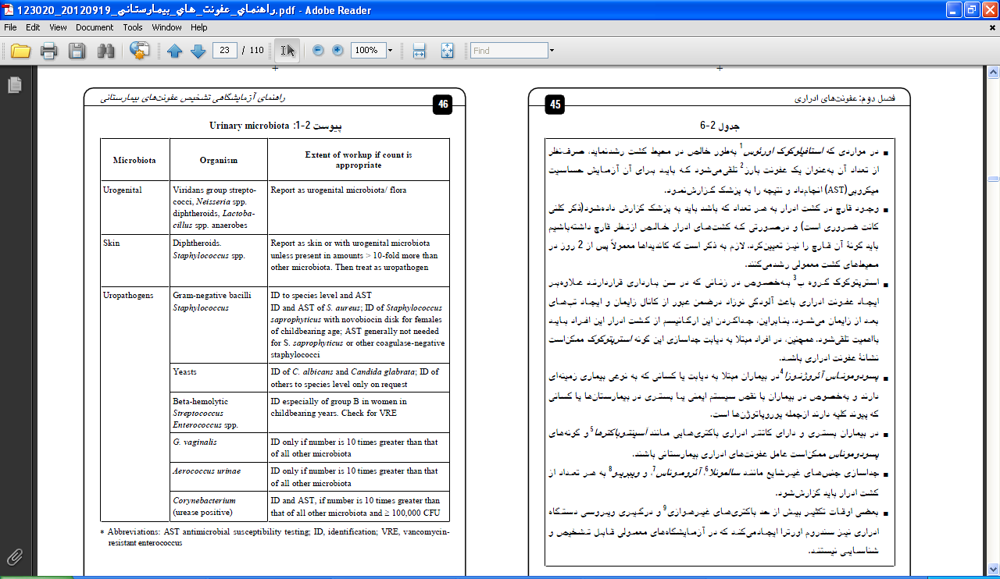 123020_20120919_راهنماي_عفونت_هاي_بيمارستاني.pdf - Adobe Reader
File Edit View Document Tools Window Help
23 / 110 100% Find
فصل دوم: عفونت‌های ادراری
45
جدول 2-6
در مواردی که استافیلوکوک اورئوس1 به‌طور خالص در محیط کشت رشدنماید، صرف‌نظر
از تعداد آن به‌عنوان یک عفونت بارز2 تلقی‌می‌شود که باید برای آن آزمایش حساسیت
میکروبی(AST) انجام‌داد و نتیجه را به پزشک گزارش‌نمود.
وجود قارچ در کشت ادرار به هر تعداد که باشد باید به پزشک گزارش داده‌شود(ذکر کلنی
کانت ضروری است) و درصورتی که کشت‌های ادرار خالص ازنظر قارچ داشته‌باشیم
باید گونهٔ آن قارچ را نیز تعیین‌کرد. لازم به ذکر است که کاندیداها معمولاً پس از 2 روز در
محیط‌های کشت معمولی رشدمی‌کنند.
استرپتوکوک گروه ب3 به‌خصوص در زنانی که در سن بارداری قراردارند علاوه‌بر
ایجاد عفونت ادراری باعث آلودگی نوزاد درضمن عبور از کانال زایمان و ایجاد تب‌های
بعد از زایمان می‌شود. بنابراین، جداکردن این ارگانیسم از کشت ادرار این افراد باید
بااهمیت تلقی‌شود. همچنین، در افراد مبتلا به دیابت جداسازی این گونه استرپتوکوک ممکن‌است
نشانهٔ عفونت ادراری باشد.
پسودوموناس آئروژنوزا4 در بیماران مبتلا به دیابت یا کسانی که به نوعی بیماری زمینه‌ای
دارند و به‌خصوص در بیماران با نقص سیستم ایمنی یا بستری در بیمارستان‌ها یا کسانی
که پیوند کلیه دارند ازجمله یوروپاتوژن‌ها است.
در بیماران بستری و دارای کاتتر ادراری باکتری‌هایی مانند آسینتوباکترها5 و گونه‌های
پسودوموناس ممکن‌است عامل عفونت‌های ادراری بیمارستانی باشند.
جداسازی جنس‌های غیرشایع مانند سالمونلا6، آئروموناس7، و ویبریو8 به هر تعداد از
کشت ادرار باید گزارش‌شود.
بعضی اوقات تکثیر بیش از حد باکتری‌های غیرهوازی9 و درگیری ویروسی دستگاه
ادراری نیز سندروم اورترا ایجادمی‌کند که در آزمایشگاه‌های معمولی قابل تشخیص و
شناسایی نیستند.
راهنمای آزمایشگاهی تشخیص عفونت‌های بیمارستانی
46
پیوست 2-1: Urinary microbiota
Microbiota Organism Extent of workup if count is
appropriate
Urogenital Viridans group strepto- Report as urogenital microbiota/ flora
cocci, Neisseria spp.
diphtheroids, Lactoba-
cillus spp. anaerobes
Skin Diphtheroids. Report as skin or with urogenital microbiota
Staphylococcus spp. unless present in amounts > 10-fold more than
other microbiota. Then treat as uropathogen
Uropathogens Gram-negative bacilli ID to species level and AST
Staphylococcus ID and AST of S. aureus; ID of Staphylococcus
saprophyticus with novobiocin disk for females
of childbearing age; AST generally not needed
for S. saprophyticus or other coagulase-negative
staphylococci
Yeasts ID of C. albicans and Candida glabrata; ID of
others to species level only on request
Beta-hemolytic ID especially of group B in women in
Streptococcus childbearing years. Check for VRE
Enterococcus spp.
G. vaginalis ID only if number is 10 times greater than that
of all other microbiota
Aerococcus urinae ID only if number is 10 times greater than that
of all other microbiota
Corynebacterium ID and AST, if number is 10 times greater than
(urease positive) that of all other microbiota and ≥ 100,000 CFU
* Abbreviations: AST antimicrobial susceptibility testing; ID, identification; VRE, vancomycin-
resistant enterococcus